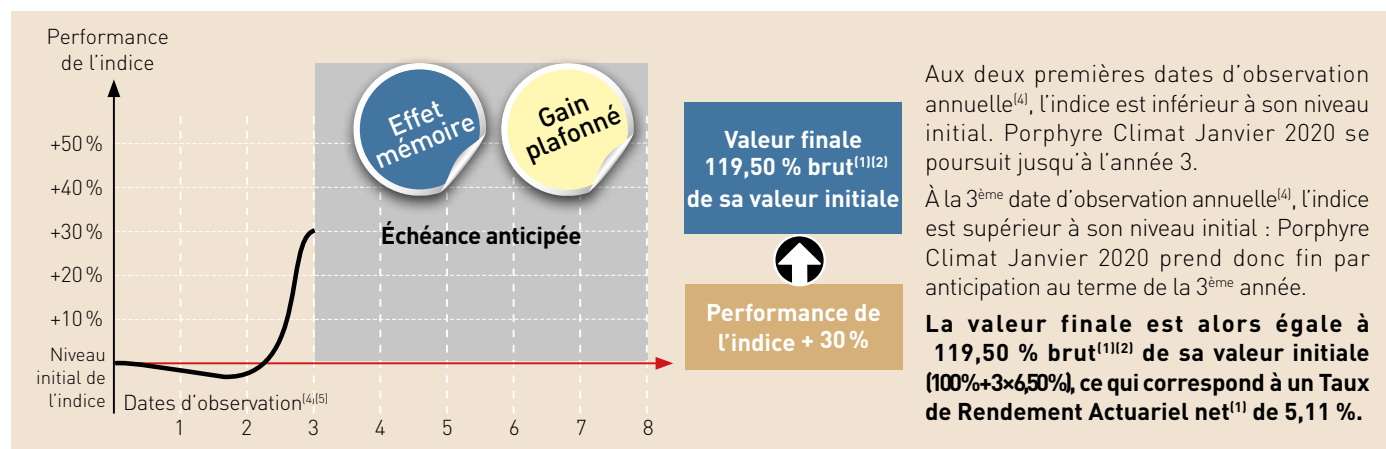 Performance
de l'indice
+50 %
+40 %
+30 %
+20 %
+10 %
Niveau
initial de
l'indice
Dates d'observation(4)(5)
1 2 3 4 5 6 7 8
Effet
mémoire
Gain
plafonné
Échéance anticipée
Valeur finale
119,50 % brut(1)(2)
de sa valeur initiale
Performance de
l'indice + 30 %
Aux deux premières dates d'observation
annuelle(4), l'indice est inférieur à son niveau
initial. Porphyre Climat Janvier 2020 se
poursuit jusqu'à l'année 3.
À la 3ème date d'observation annuelle(4), l'indice
est supérieur à son niveau initial : Porphyre
Climat Janvier 2020 prend donc fin par
anticipation au terme de la 3ème année.
La valeur finale est alors égale à
119,50 % brut(1)(2) de sa valeur initiale
(100%+3×6,50%), ce qui correspond à un Taux
de Rendement Actuariel net(1) de 5,11 %.